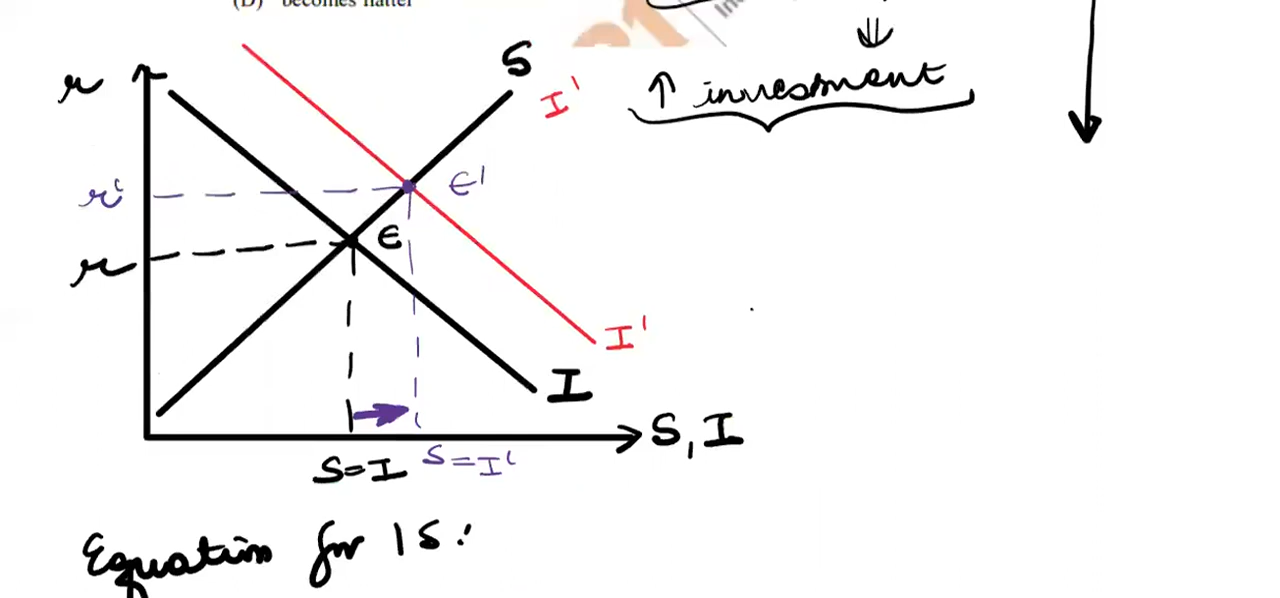 (D) becomes flatter
⇓
↑ investment
r
S
I'
r'
E'
r
E
I'
I
S, I
S=I S=I'
Equation for IS: